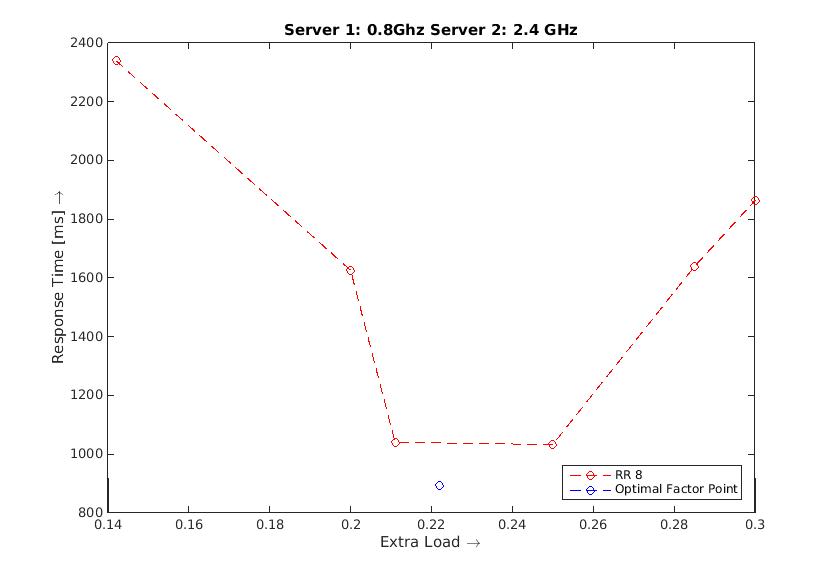 Server 1: 0.8Ghz Server 2: 2.4 GHz
2400
2200
2000
1800
1600
1400
1200
1000
800
Response Time [ms] →
RR 8
Optimal Factor Point
0.14 0.16 0.18 0.2 0.22 0.24 0.26 0.28 0.3
Extra Load →